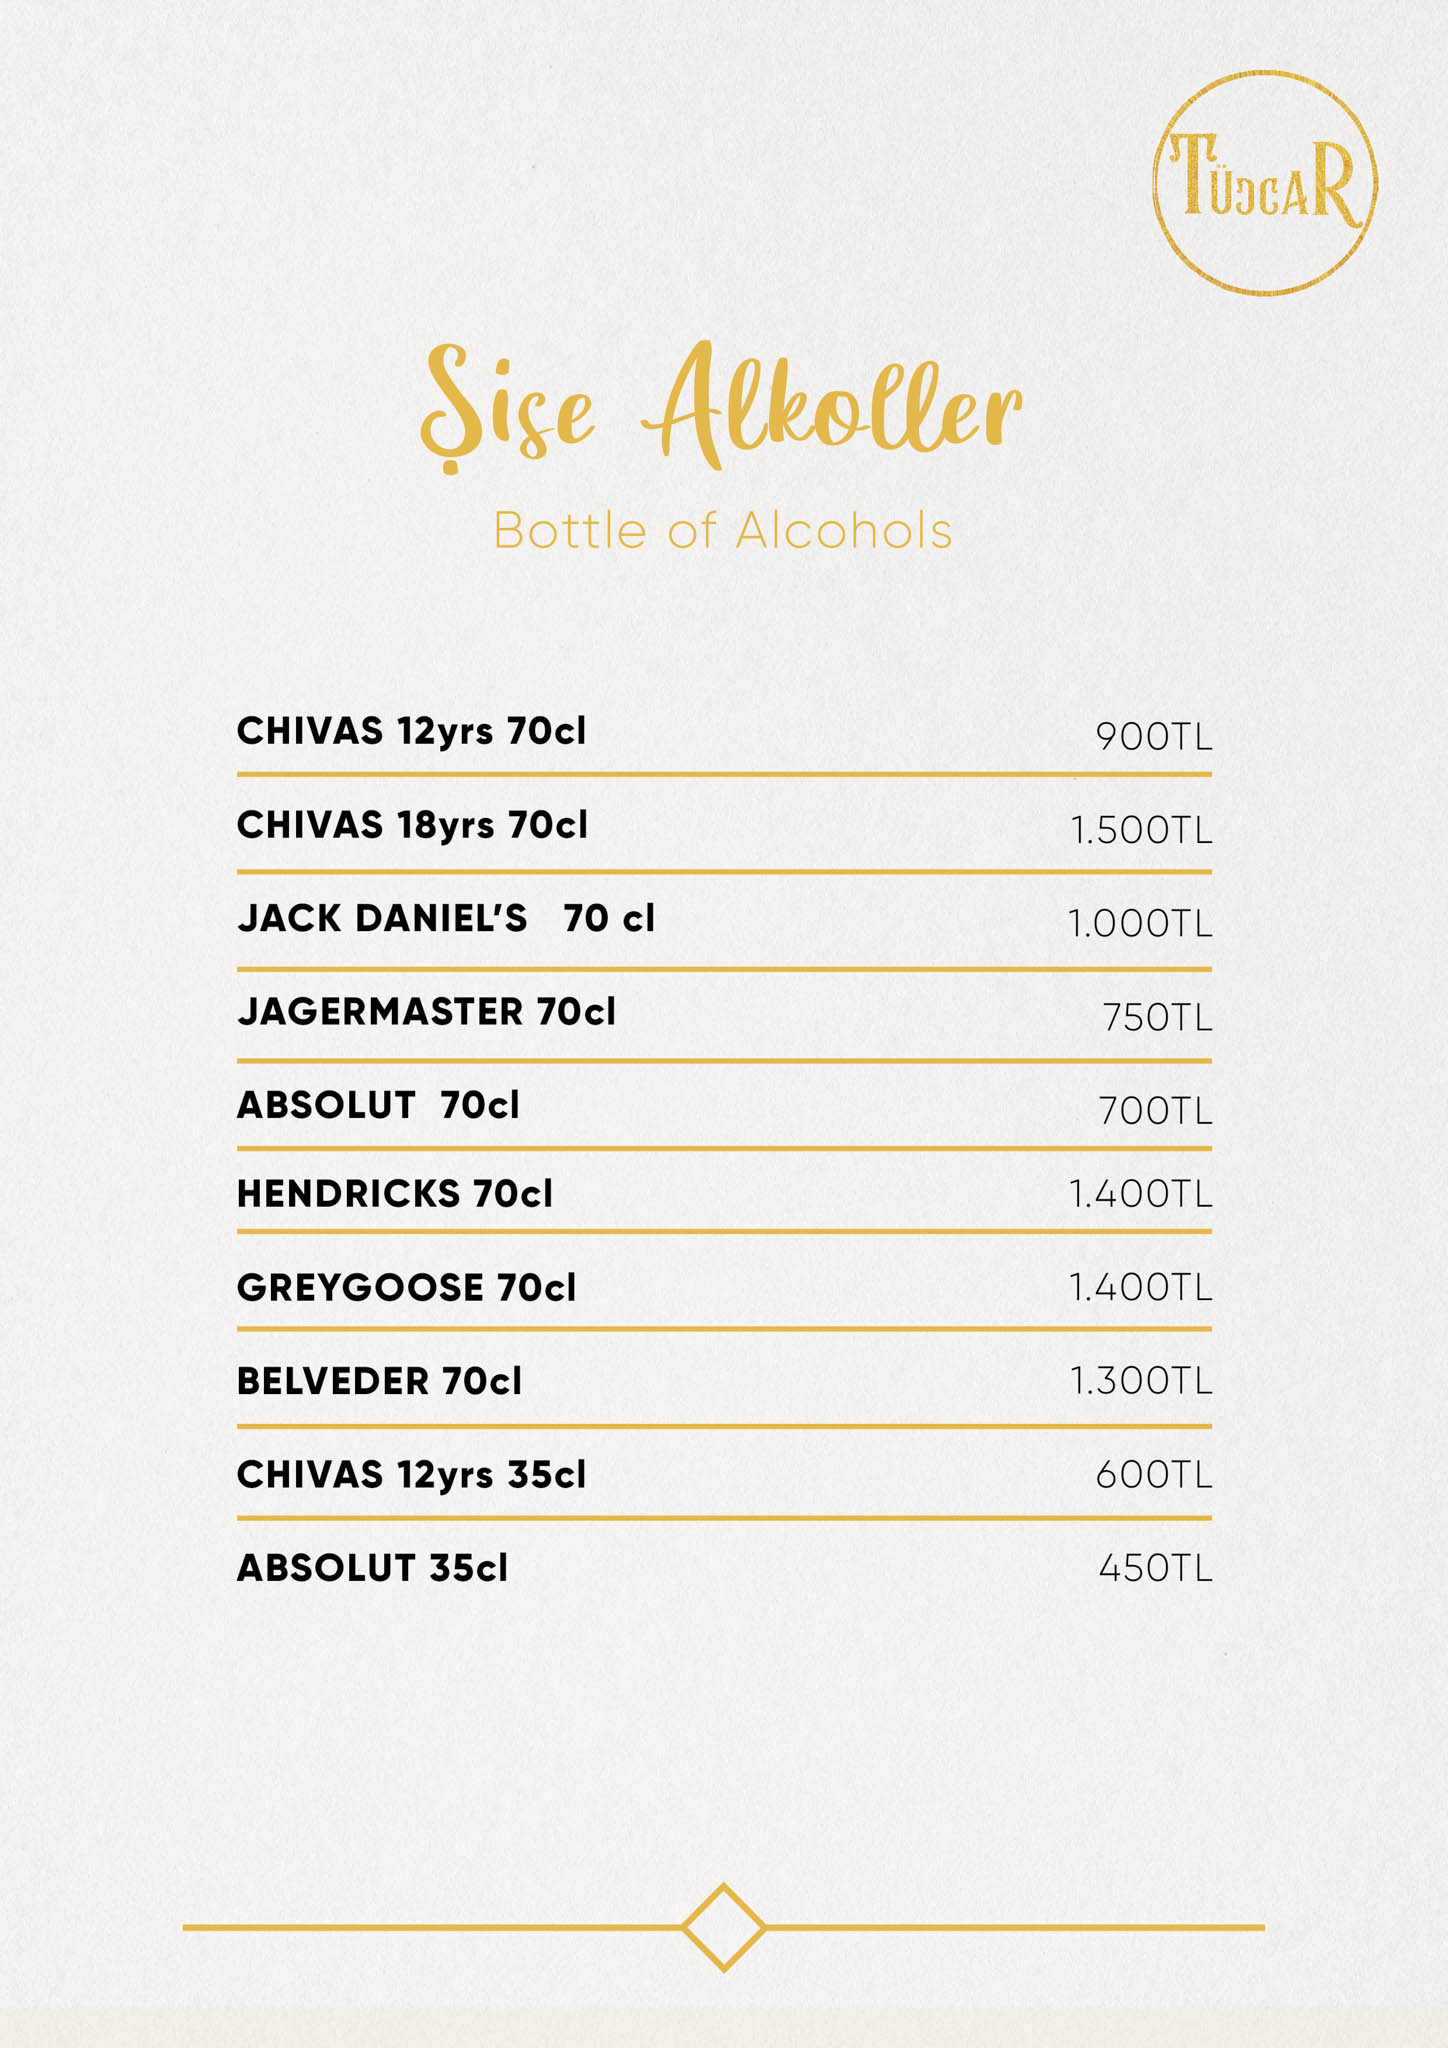 TÜCCAR
Şişe Alkoller
Bottle of Alcohols
CHIVAS 12yrs 70cl 900TL
CHIVAS 18yrs 70cl 1.500TL
JACK DANIEL’S 70 cl 1.000TL
JAGERMASTER 70cl 750TL
ABSOLUT 70cl 700TL
HENDRICKS 70cl 1.400TL
GREYGOOSE 70cl 1.400TL
BELVEDER 70cl 1.300TL
CHIVAS 12yrs 35cl 600TL
ABSOLUT 35cl 450TL